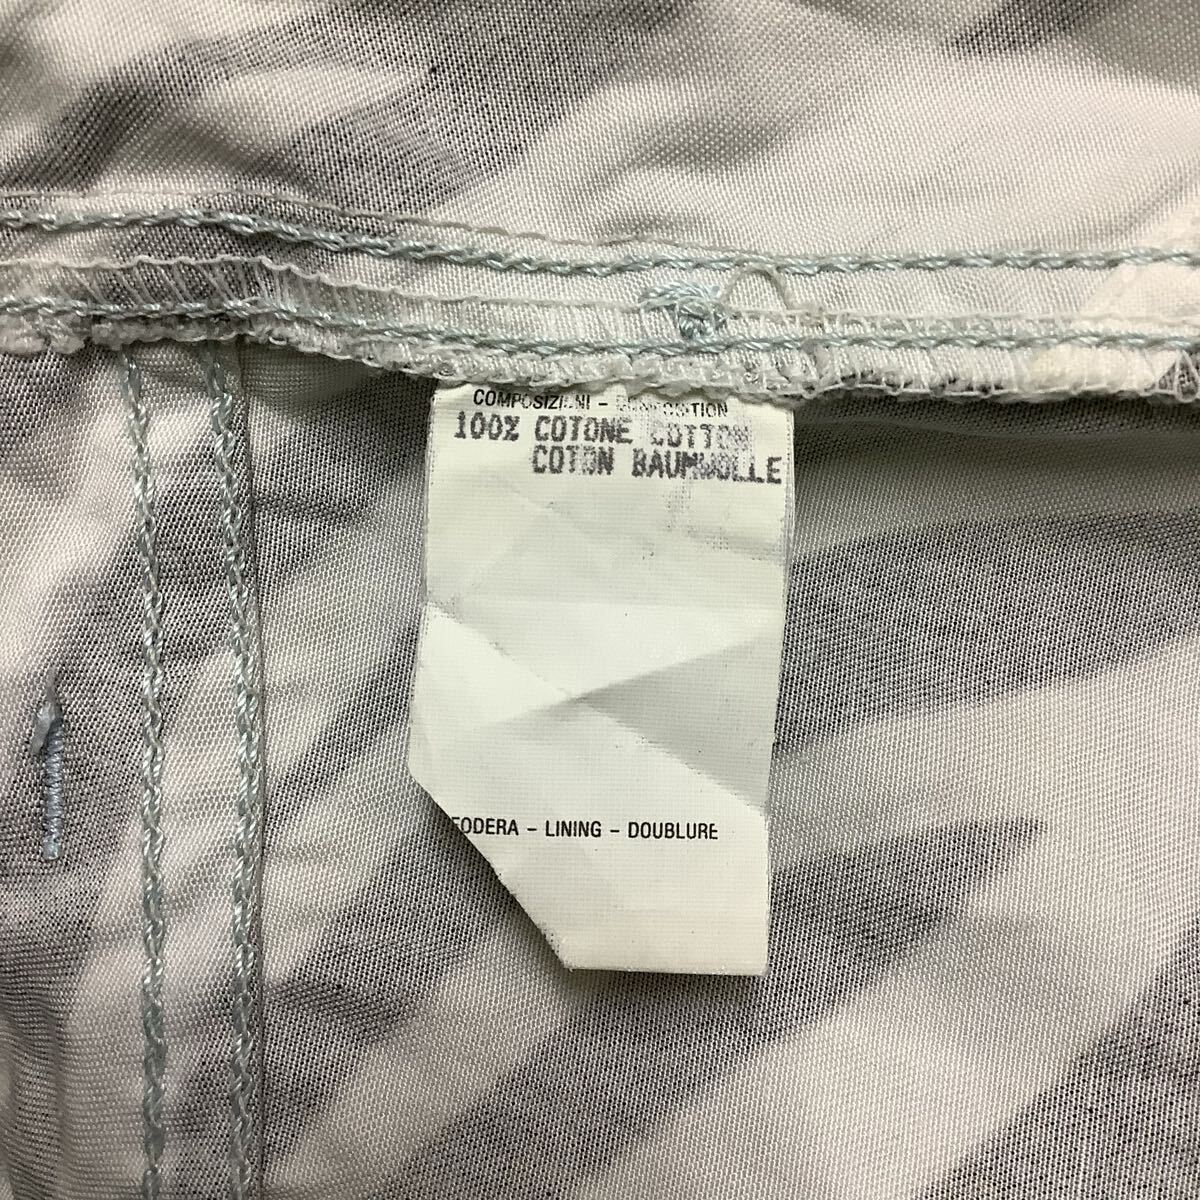 COMPOSIZIONI - COMPOSITION
100% COTONE COTTON
COTON BAUMWOLLE
FODERA - LINING - DOUBLURE